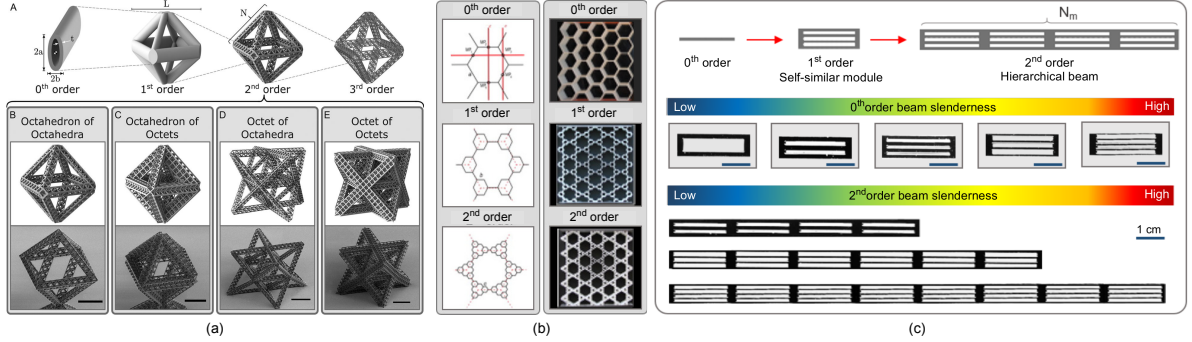 A
L
N
t
2a
2b
0th order
1st order
2nd order
3rd order
B
Octahedron of
Octahedra
C
Octahedron
of Octets
D
Octet of
Octahedra
E
Octet of
Octets
(a)
0th order
1st order
2nd order
0th order
1st order
2nd order
(b)
Nm
0th order
1st order
Self-similar module
2nd order
Hierarchical beam
Low
0th order beam slenderness
High
Low
2nd order beam slenderness
High
1 cm
(c)